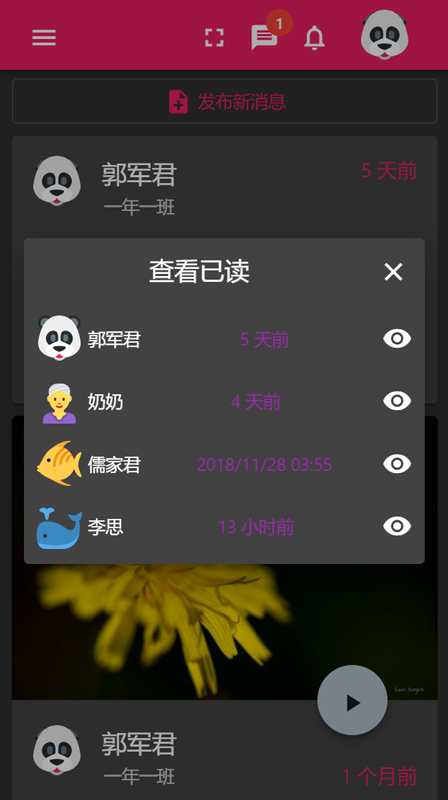 1
发布新消息
郭军君
5 天前
一年一班
查看已读
郭军君 5 天前
奶奶 4 天前
儒家君 2018/11/28 03:55
李思 13 小时前
郭军君
一年一班
1 个月前